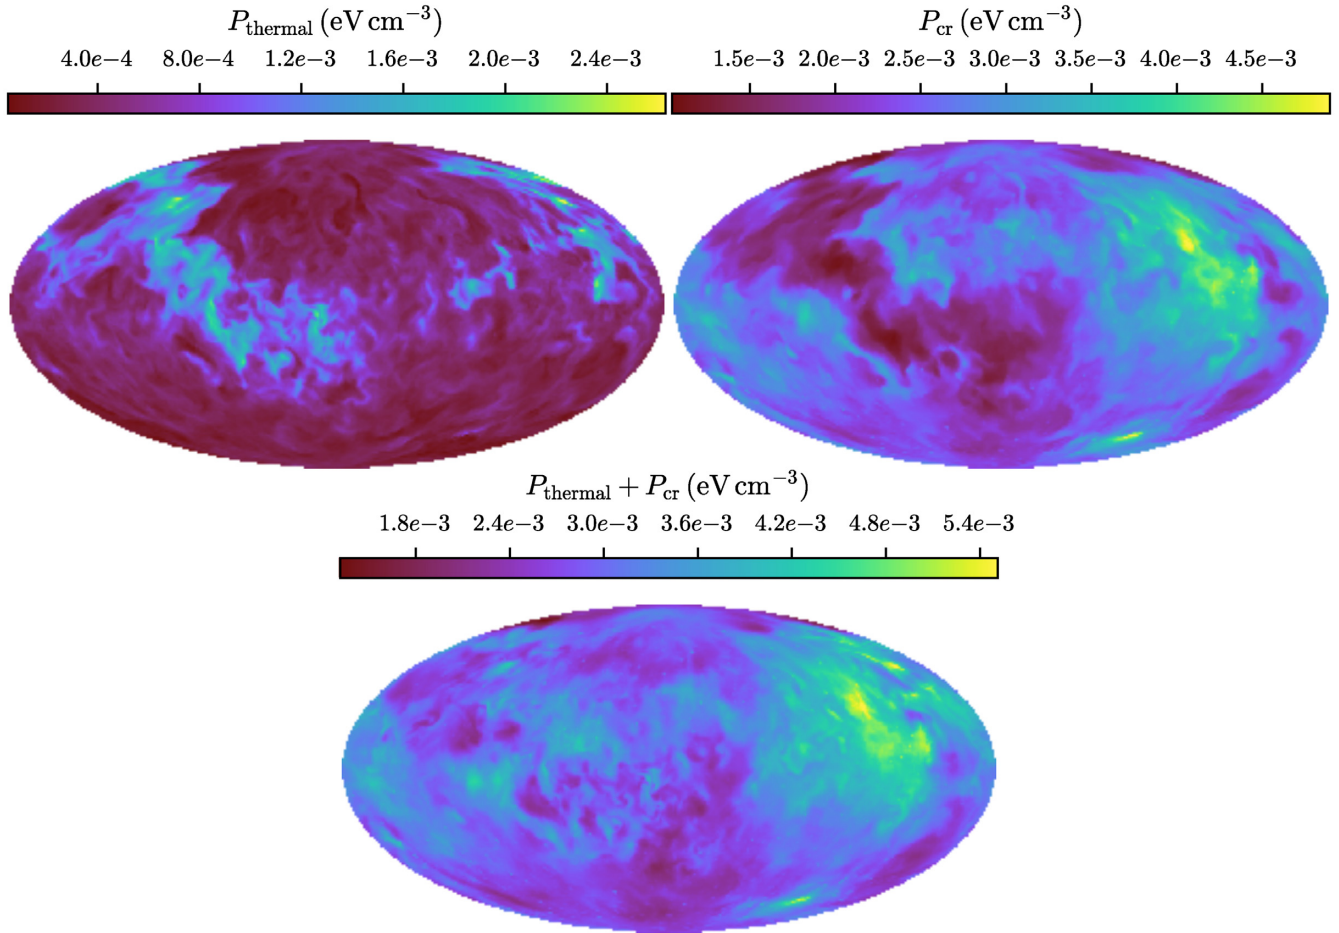 P_thermal (eV cm⁻³)
4.0e−4 8.0e−4 1.2e−3 1.6e−3 2.0e−3 2.4e−3
P_cr (eV cm⁻³)
1.5e−3 2.0e−3 2.5e−3 3.0e−3 3.5e−3 4.0e−3 4.5e−3
P_thermal + P_cr (eV cm⁻³)
1.8e−3 2.4e−3 3.0e−3 3.6e−3 4.2e−3 4.8e−3 5.4e−3